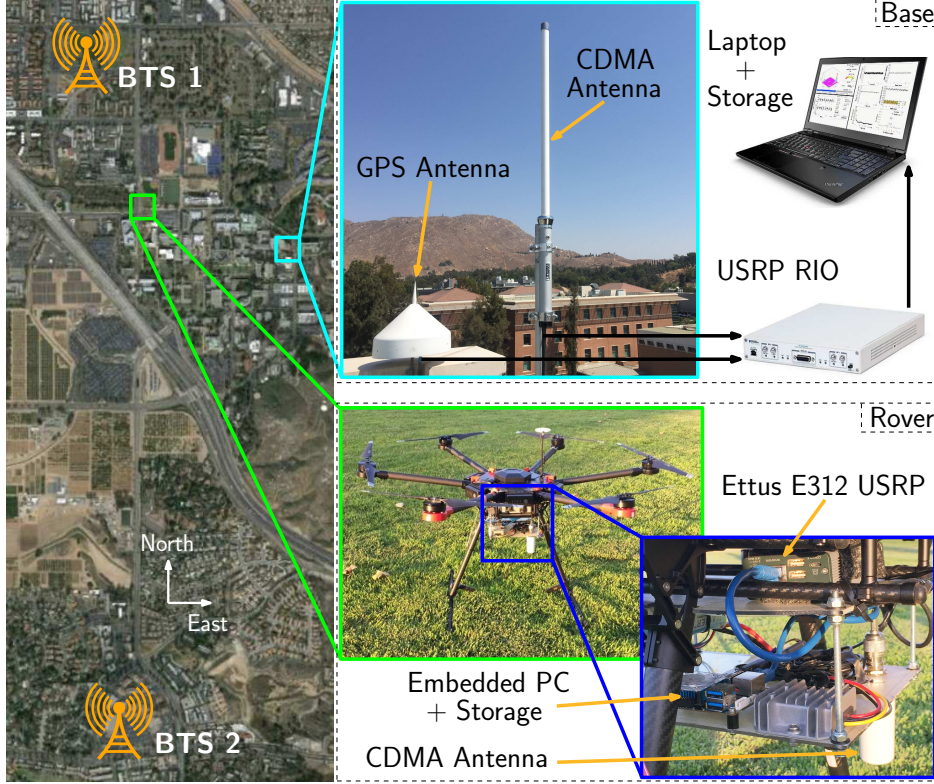 BTS 1
North
East
BTS 2
Base
CDMA
Antenna
GPS Antenna
Laptop
+
Storage
USRP RIO
Rover
Ettus E312 USRP
Embedded PC
+ Storage
CDMA Antenna